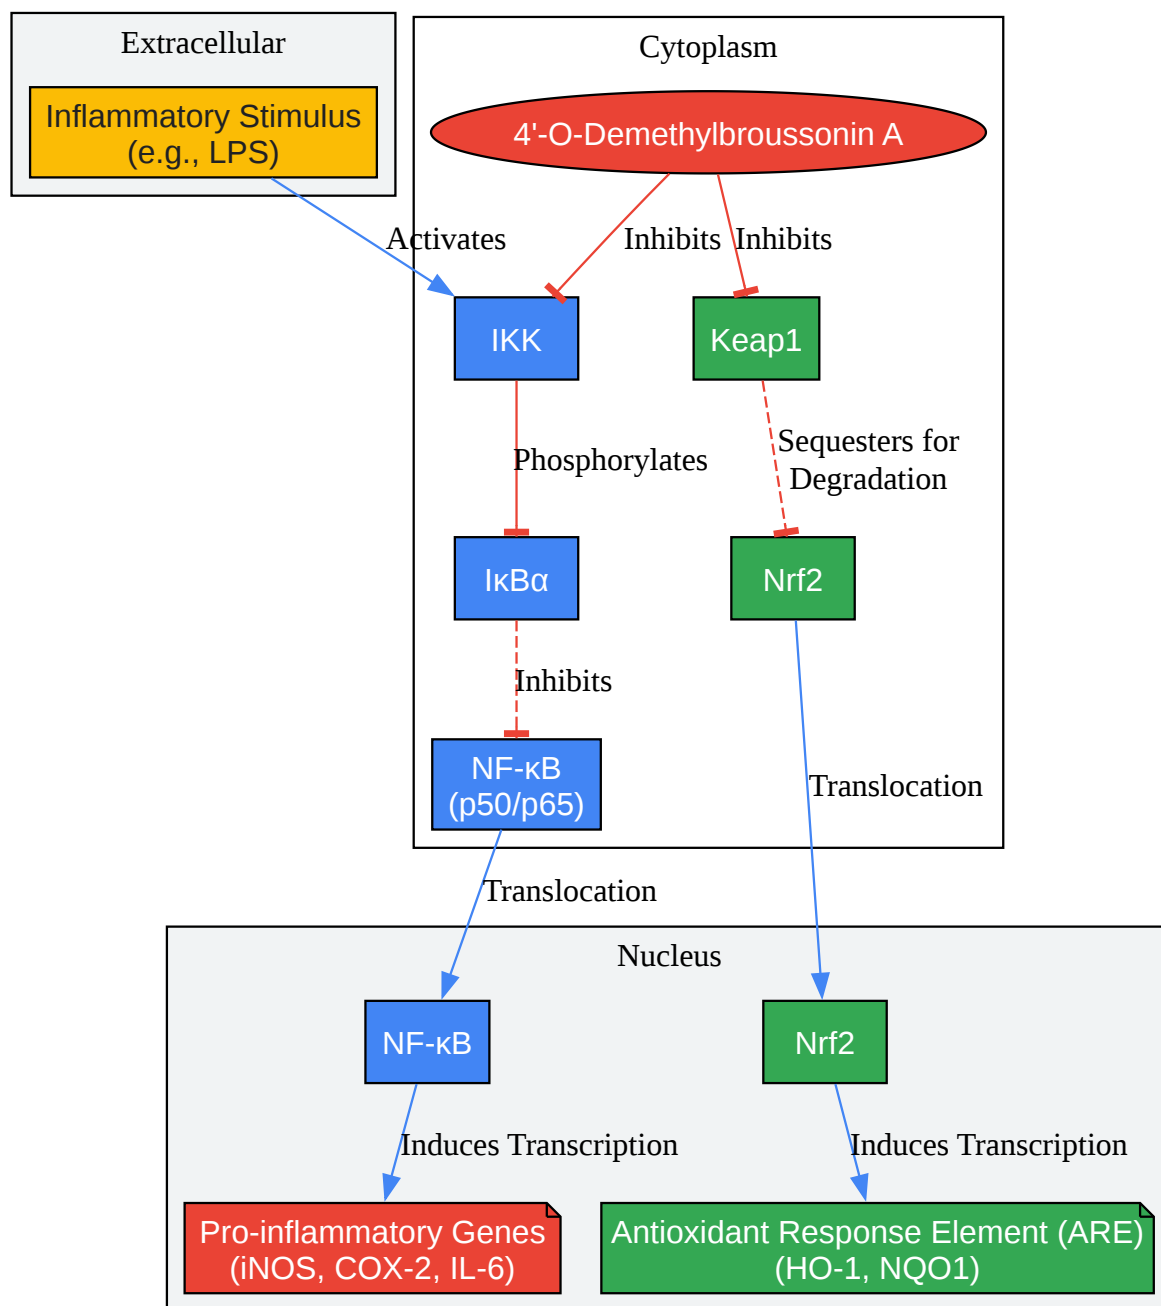 Extracellular
Inflammatory Stimulus
(e.g., LPS)
Cytoplasm
4'-O-Demethylbroussonin A
Activates
Inhibits
Inhibits
IKK
Keap1
Phosphorylates
Sequesters for
Degradation
IκBα
Nrf2
Inhibits
NF-κB
(p50/p65)
Translocation
Translocation
Nucleus
NF-κB
Nrf2
Induces Transcription
Induces Transcription
Pro-inflammatory Genes
(iNOS, COX-2, IL-6)
Antioxidant Response Element (ARE)
(HO-1, NQO1)